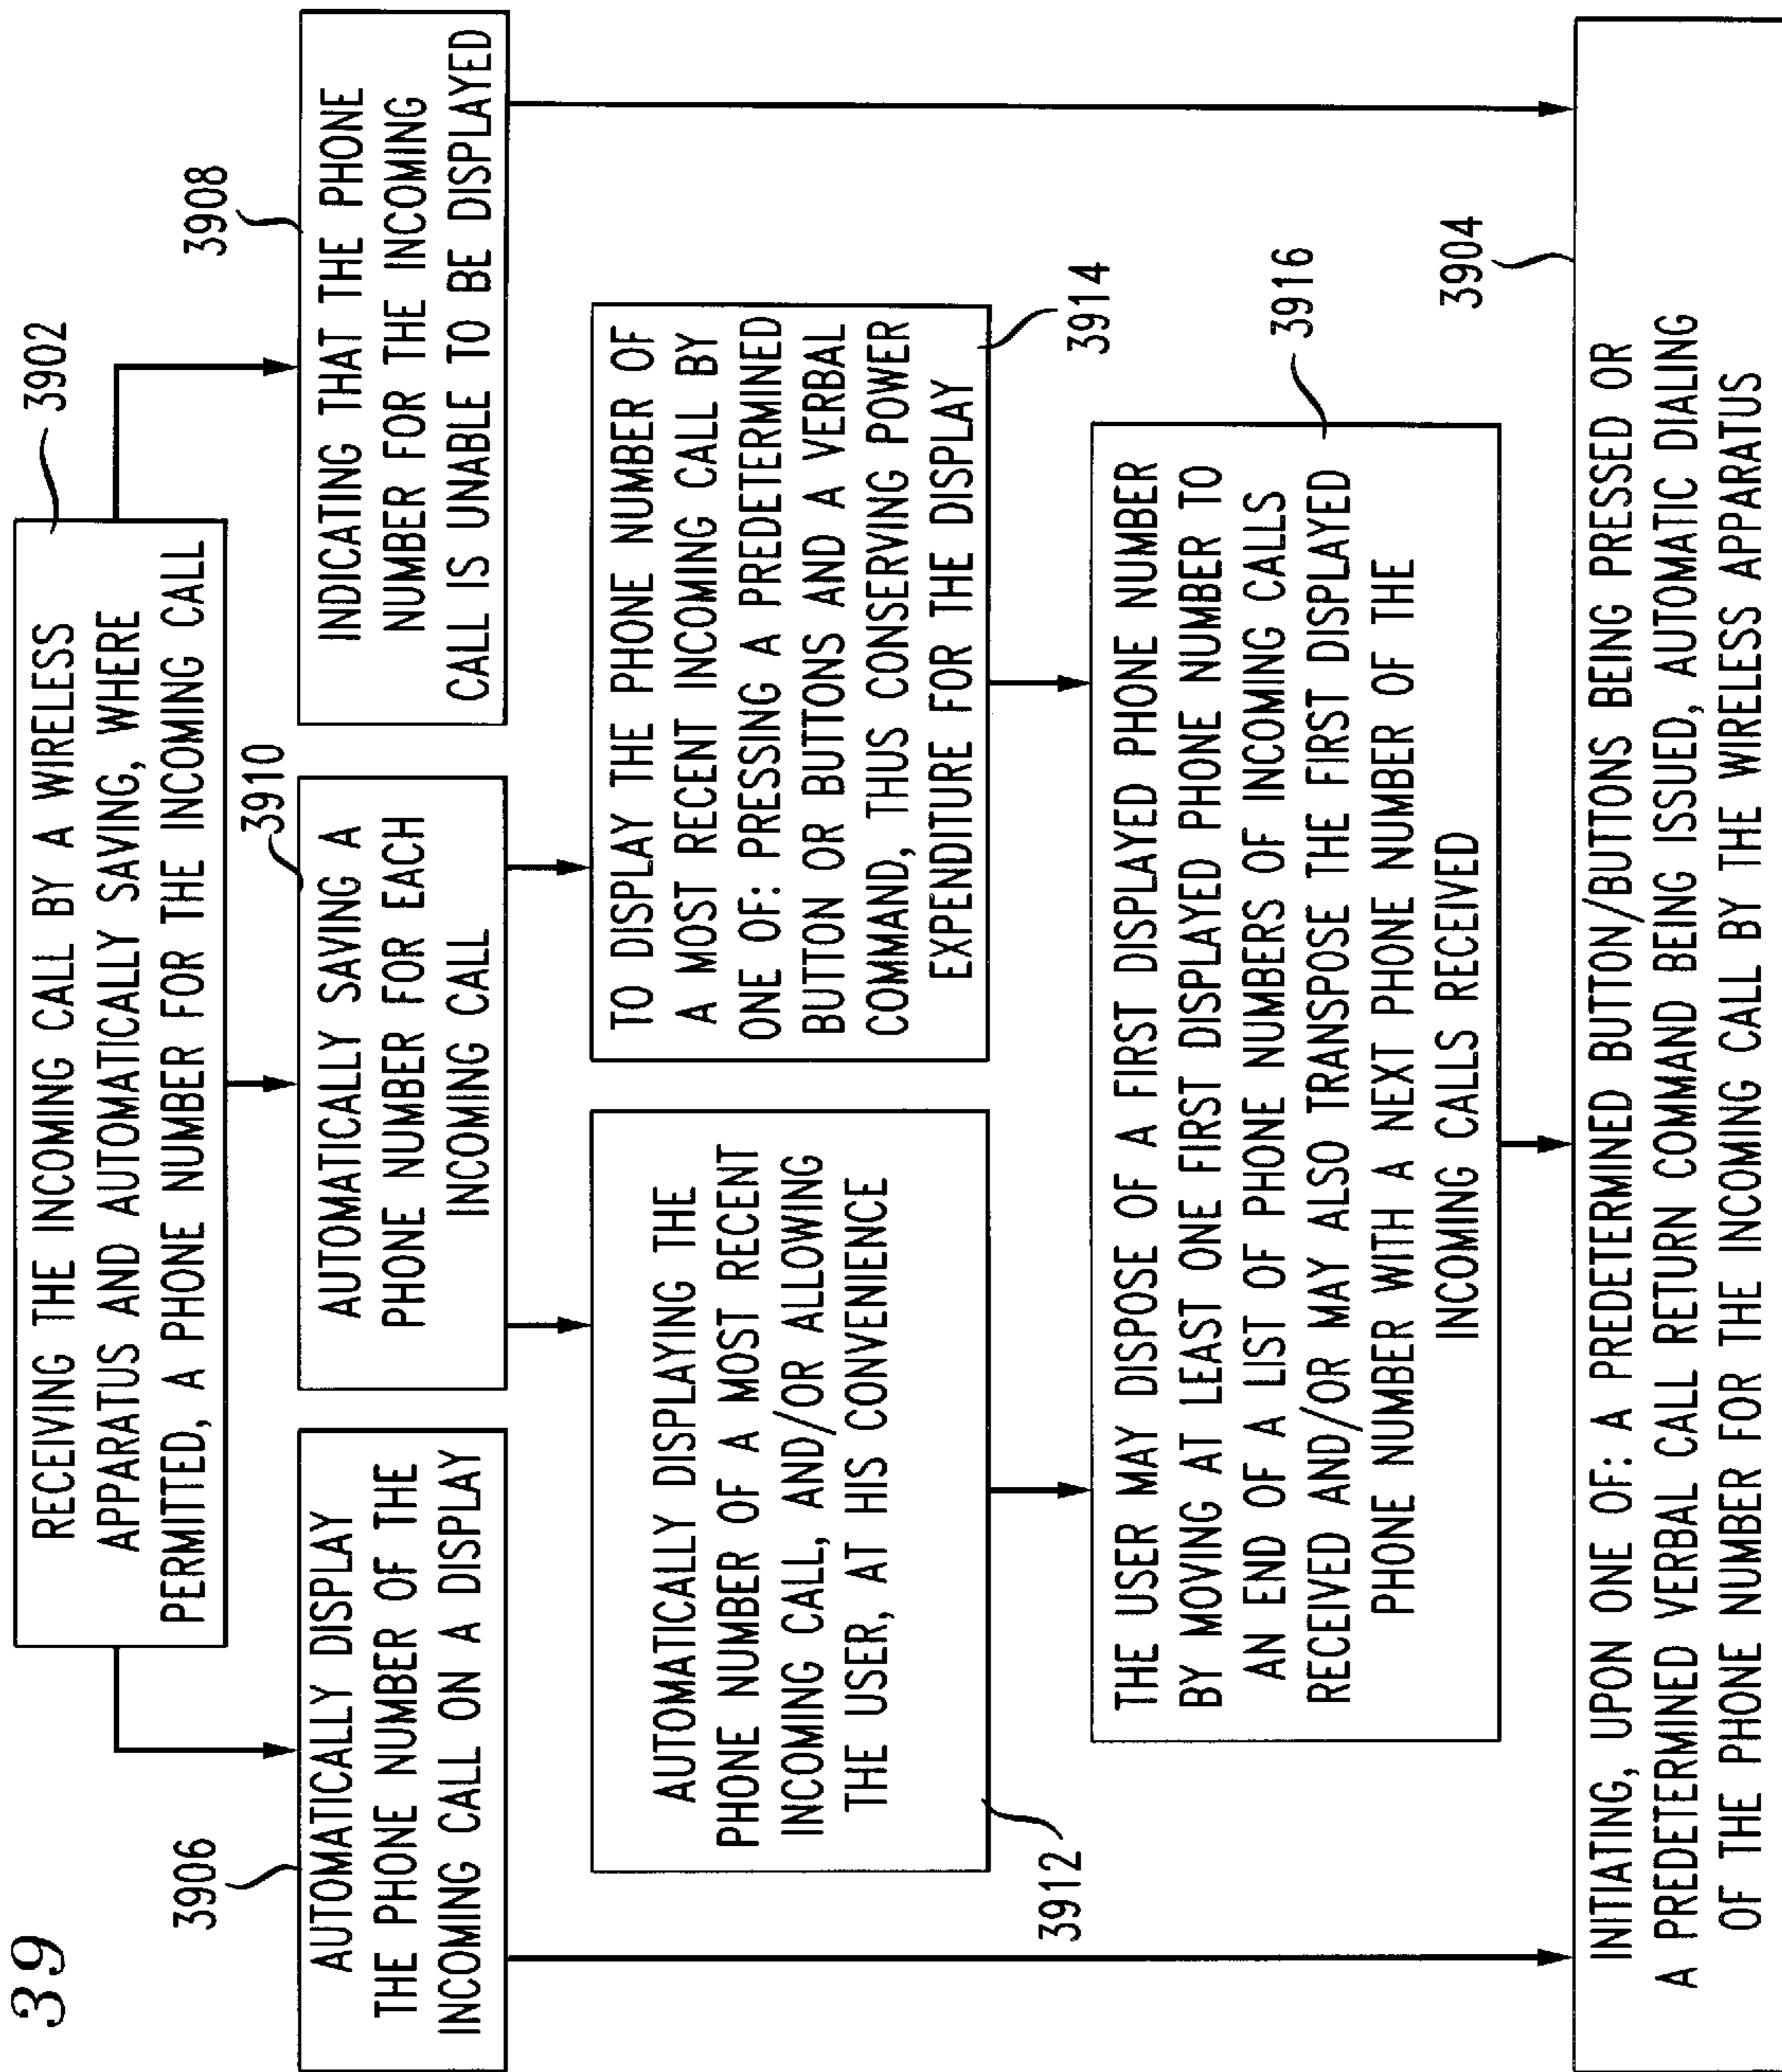 39
RECEIVING THE INCOMING CALL BY A WIRELESS
APPARATUS AND AUTOMATICALLY SAVING, WHERE
PERMITTED, A PHONE NUMBER FOR THE INCOMING CALL
3902
3906
AUTOMATICALLY DISPLAY
THE PHONE NUMBER OF THE
INCOMING CALL ON A DISPLAY
3910
AUTOMATICALLY SAVING A
PHONE NUMBER FOR EACH
INCOMING CALL
3908
INDICATING THAT THE PHONE
NUMBER FOR THE INCOMING
CALL IS UNABLE TO BE DISPLAYED
AUTOMATICALLY DISPLAYING THE
PHONE NUMBER OF A MOST RECENT
INCOMING CALL, AND/OR ALLOWING
THE USER, AT HIS CONVENIENCE
3912
TO DISPLAY THE PHONE NUMBER OF
A MOST RECENT INCOMING CALL BY
ONE OF: PRESSING A PREDETERMINED
BUTTON OR BUTTONS AND A VERBAL
COMMAND, THUS CONSERVING POWER
EXPENDITURE FOR THE DISPLAY
3914
THE USER MAY DISPOSE OF A FIRST DISPLAYED PHONE NUMBER
BY MOVING AT LEAST ONE FIRST DISPLAYED PHONE NUMBER TO
AN END OF A LIST OF PHONE NUMBERS OF INCOMING CALLS
RECEIVED AND/OR MAY ALSO TRANSPOSE THE FIRST DISPLAYED
PHONE NUMBER WITH A NEXT PHONE NUMBER OF THE
INCOMING CALLS RECEIVED
3916
3904
INITIATING, UPON ONE OF: A PREDETERMINED BUTTON/BUTTONS BEING PRESSED OR
A PREDETERMINED VERBAL CALL RETURN COMMAND BEING ISSUED, AUTOMATIC DIALING
OF THE PHONE NUMBER FOR THE INCOMING CALL BY THE WIRELESS APPARATUS